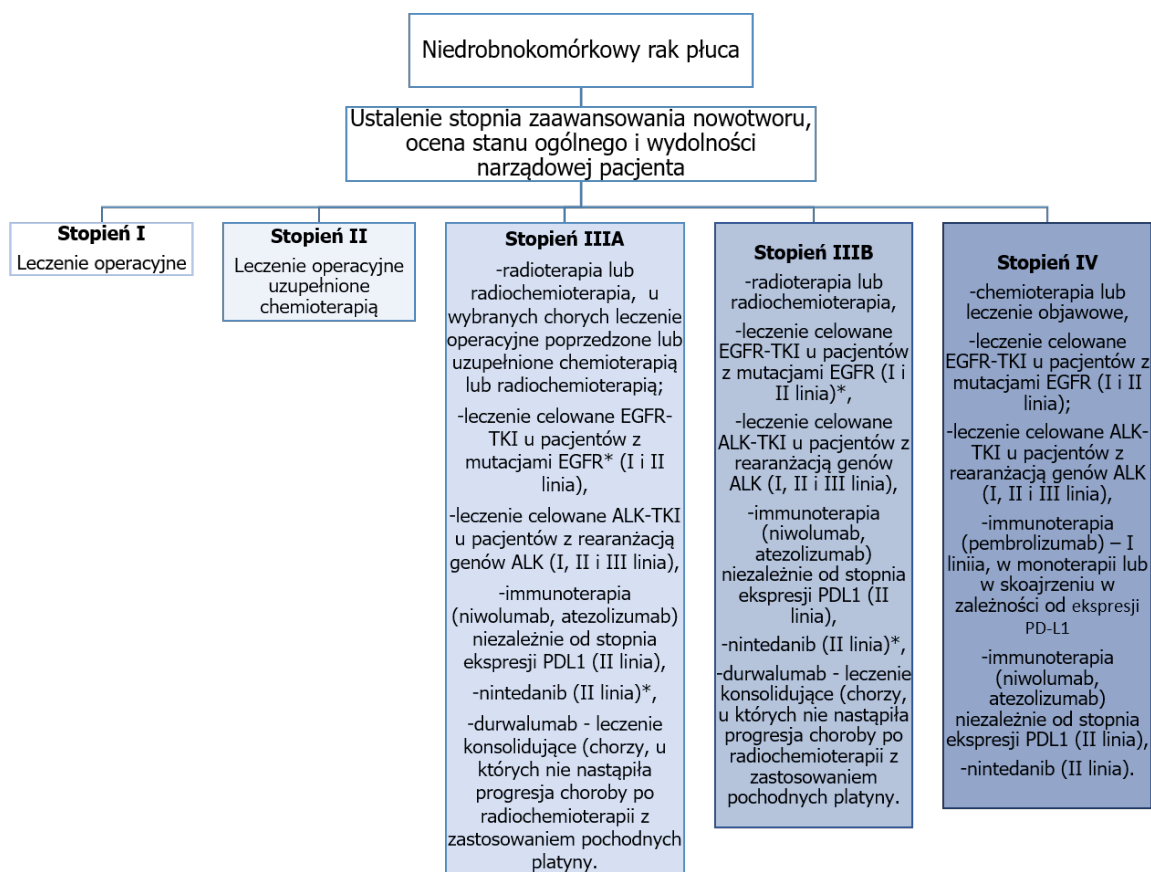 Niedrobnokomórkowy rak płuca
Ustalenie stopnia zaawansowania nowotworu,
ocena stanu ogólnego i wydolności
narządowej pacjenta
Stopień I
Leczenie operacyjne
Stopień II
Leczenie operacyjne
uzupełnione
chemioterapią
Stopień IIIA
-radioterapia lub
radiochemioterapia, u
wybranych chorych leczenie
operacyjne poprzedzone lub
uzupełnione chemioterapią
lub radiochemioterapią;
-leczenie celowane EGFR-
TKI u pacjentów z
mutacjami EGFR* (I i II
linia),
-leczenie celowane ALK-TKI
u pacjentów z rearanżacją
genów ALK (I, II i III linia),
-immunoterapia
(niwolumab, atezolizumab)
niezależnie od stopnia
ekspresji PDL1 (II linia),
-nintedanib (II linia)*,
-durwalumab - leczenie
konsolidujące (chorzy, u
których nie nastąpiła
progresja choroby po
radiochemioterapii z
zastosowaniem pochodnych
platyny.
Stopień IIIB
-radioterapia lub
radiochemioterapia,
-leczenie celowane
EGFR-TKI u pacjentów
z mutacjami EGFR (I i
II linia)*,
-leczenie celowane
ALK-TKI u pacjentów z
rearanżacją genów
ALK (I, II i III linia),
-immunoterapia
(niwolumab,
atezolizumab)
niezależnie od stopnia
ekspresji PDL1 (II
linia),
-nintedanib (II linia)*,
-durwalumab - leczenie
konsolidujące (chorzy,
u których nie nastąpiła
progresja choroby po
radiochemioterapii z
zastosowaniem
pochodnych platyny.
Stopień IV
-chemioterapia lub
leczenie objawowe,
-leczenie celowane
EGFR-TKI u pacjentów z
mutacjami EGFR (I i II
linia);
-leczenie celowane ALK-
TKI u pacjentów z
rearanżacją genów ALK
(I, II i III linia),
-immunoterapia
(pembrolizumab) – I
liniia, w monoterapii lub
w skoajrzeniu w
zależności od ekspresji
PD-L1
-immunoterapia
(niwolumab,
atezolizumab)
niezależnie od stopnia
ekspresji PDL1 (II linia),
-nintedanib (II linia).